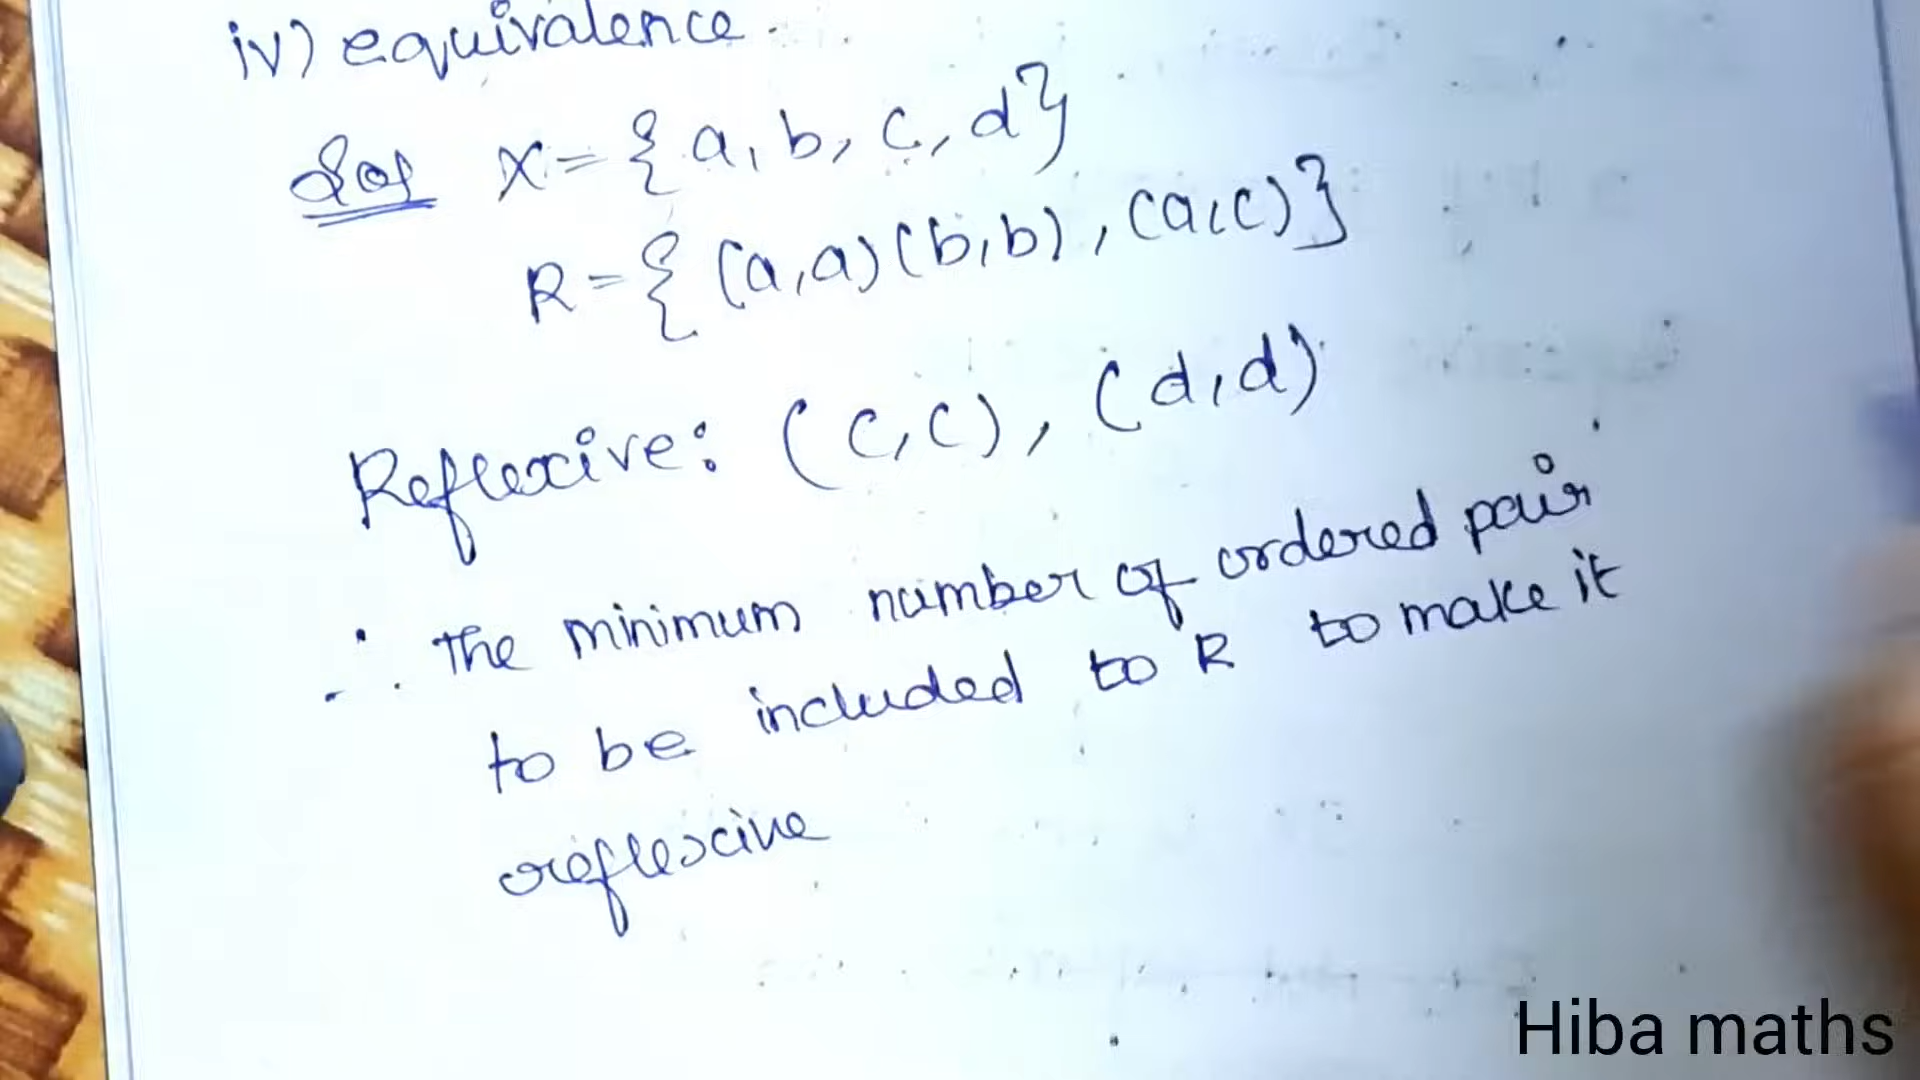 iv) equivalence.
Sol X = { a, b, c, d }
R = { (a,a) (b,b), (a,c) }
Reflexive: (c,c), (d,d)
∴ The minimum number of ordered pair
to be included to R to make it
reflexive
Hiba maths